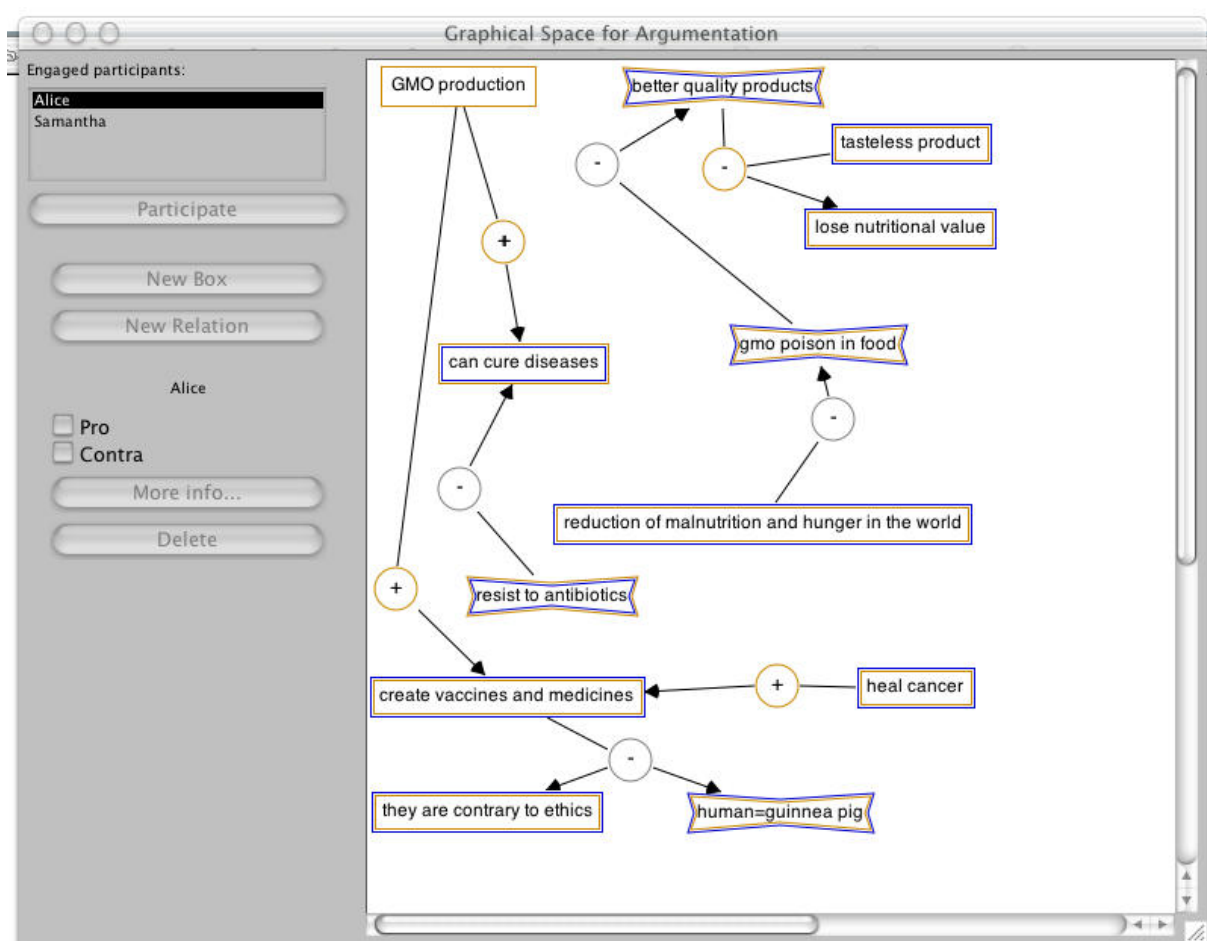 Graphical Space for Argumentation
Engaged participants:
Alice
Samantha
Participate
New Box
New Relation
Alice
Pro
Contra
More info...
Delete
GMO production
better quality products
-
-
tasteless product
lose nutritional value
+
gmo poison in food
can cure diseases
-
-
reduction of malnutrition and hunger in the world
+
resist to antibiotics
create vaccines and medicines
+
heal cancer
-
they are contrary to ethics
human=guinnea pig